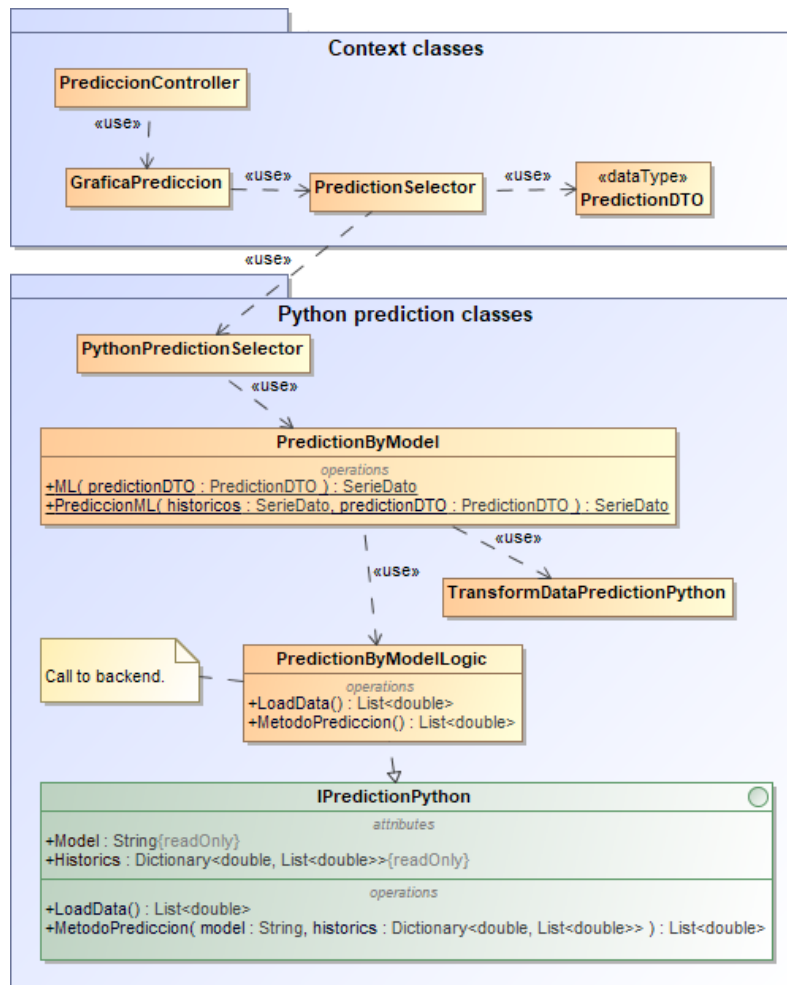 Context classes
PrediccionController
«use»
GraficaPrediccion
«use»
PredictionSelector
«use»
«dataType»
PredictionDTO
«use»
Python prediction classes
PythonPredictionSelector
«use»
PredictionByModel
operations
+ML( predictionDTO : PredictionDTO ) : SerieDato
+PrediccionML( historicos : SerieDato, predictionDTO : PredictionDTO ) : SerieDato
«use»
«use»
TransformDataPredictionPython
Call to backend.
PredictionByModelLogic
operations
+LoadData() : List<double>
+MetodoPrediccion() : List<double>
IPredictionPython
attributes
+Model : String{readOnly}
+Historics : Dictionary<double, List<double>>{readOnly}
operations
+LoadData() : List<double>
+MetodoPrediccion( model : String, historics : Dictionary<double, List<double>> ) : List<double>